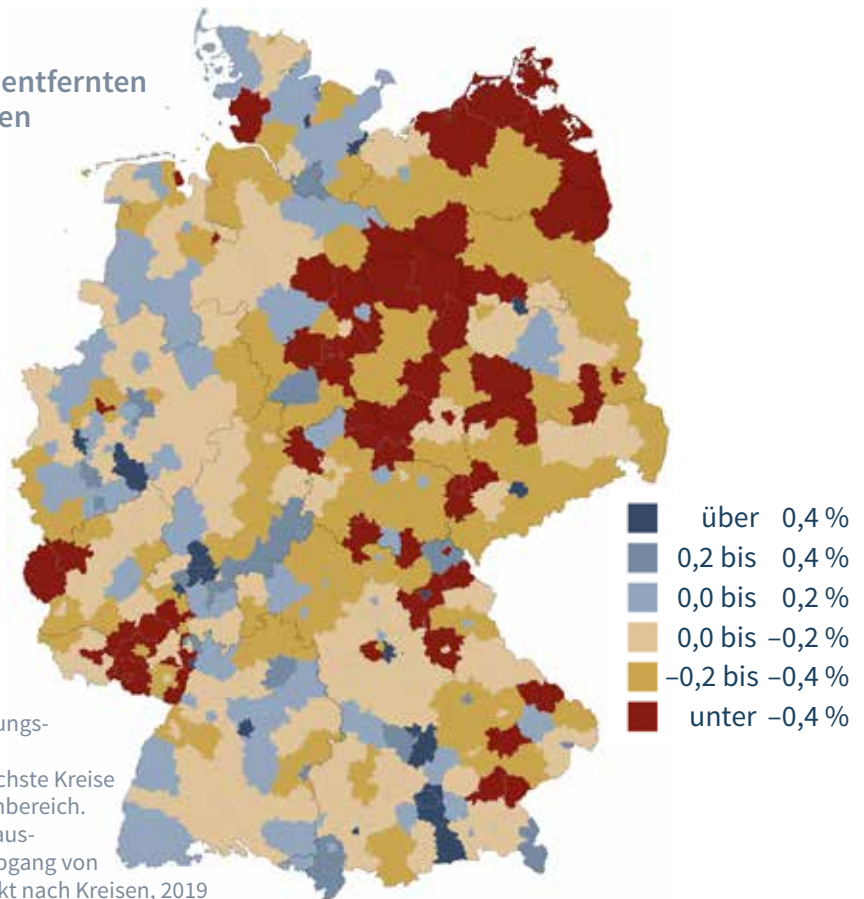 entfernten
en
über 0,4 %
0,2 bis 0,4 %
0,0 bis 0,2 %
0,0 bis –0,2 %
–0,2 bis –0,4 %
unter –0,4 %
ungs-
chste Kreise
nbereich.
aus-
ogang von
kt nach Kreisen, 2019